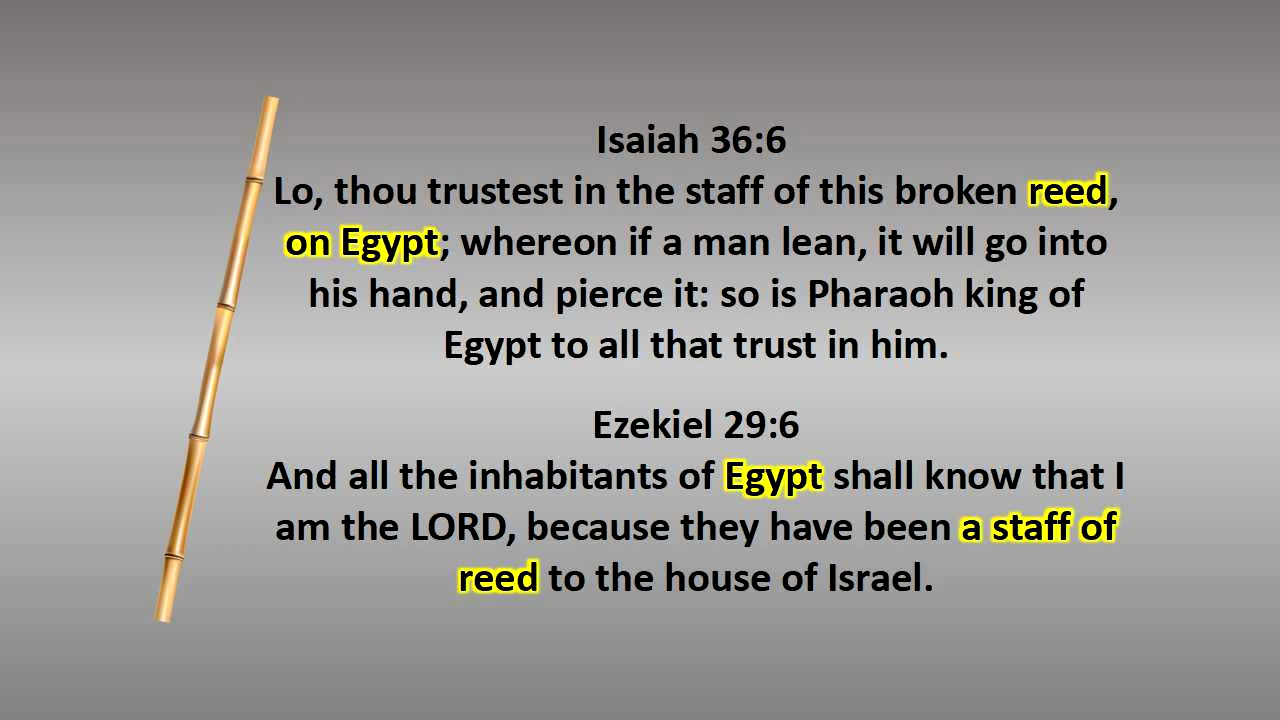 Isaiah 36:6
Lo, thou trustest in the staff of this broken reed,
on Egypt; whereon if a man lean, it will go into
his hand, and pierce it: so is Pharaoh king of
Egypt to all that trust in him.
Ezekiel 29:6
And all the inhabitants of Egypt shall know that I
am the LORD, because they have been a staff of
reed to the house of Israel.